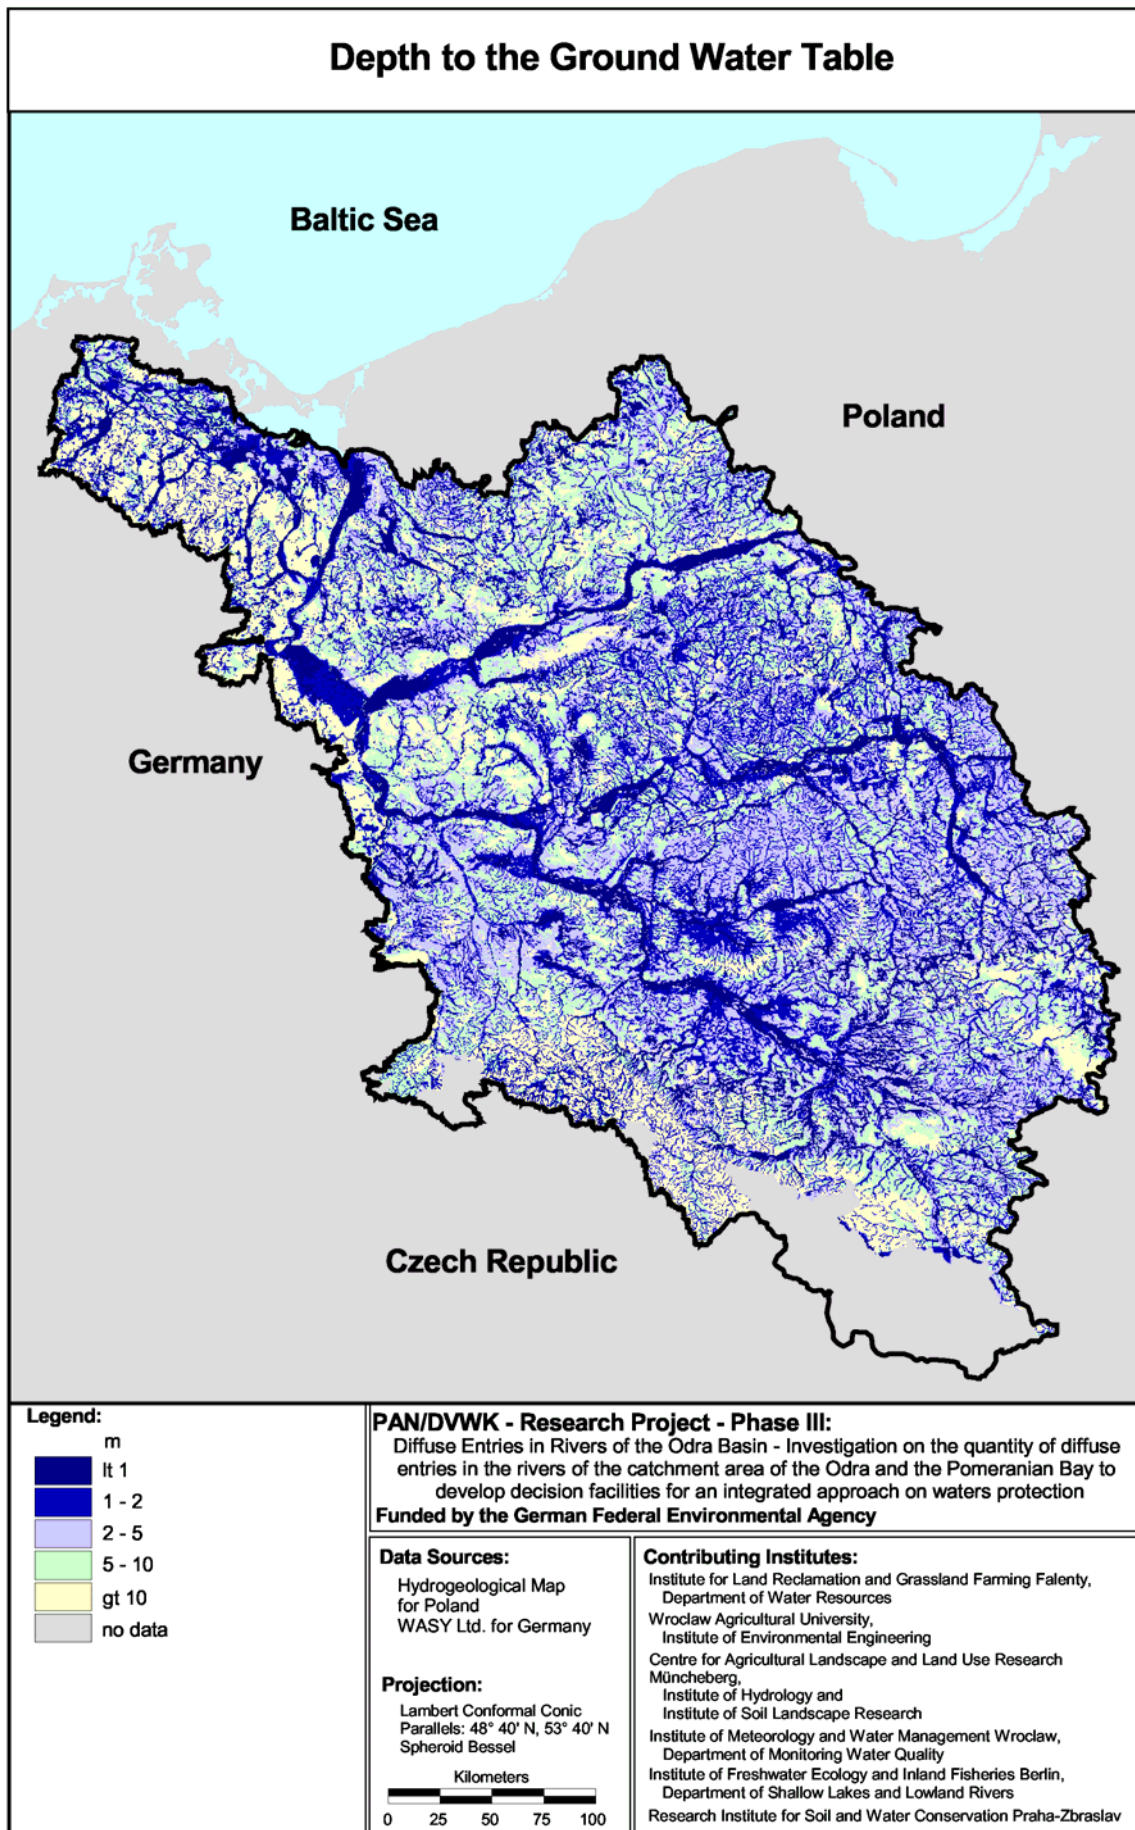 Depth to the Ground Water Table
Baltic Sea
Poland
Germany
Czech Republic
Legend:
m
lt 1
1 - 2
2 - 5
5 - 10
gt 10
no data
PAN/DVWK - Research Project - Phase III:
Diffuse Entries in Rivers of the Odra Basin - Investigation on the quantity of diffuse
entries in the rivers of the catchment area of the Odra and the Pomeranian Bay to
develop decision facilities for an integrated approach on waters protection
Funded by the German Federal Environmental Agency
Data Sources:
Hydrogeological Map
for Poland
WASY Ltd. for Germany
Projection:
Lambert Conformal Conic
Parallels: 48° 40' N, 53° 40' N
Spheroid Bessel
Kilometers
0 25 50 75 100
Contributing Institutes:
Institute for Land Reclamation and Grassland Farming Falenty,
Department of Water Resources
Wroclaw Agricultural University,
Institute of Environmental Engineering
Centre for Agricultural Landscape and Land Use Research
Müncheberg,
Institute of Hydrology and
Institute of Soil Landscape Research
Institute of Meteorology and Water Management Wroclaw,
Department of Monitoring Water Quality
Institute of Freshwater Ecology and Inland Fisheries Berlin,
Department of Shallow Lakes and Lowland Rivers
Research Institute for Soil and Water Conservation Praha-Zbraslav